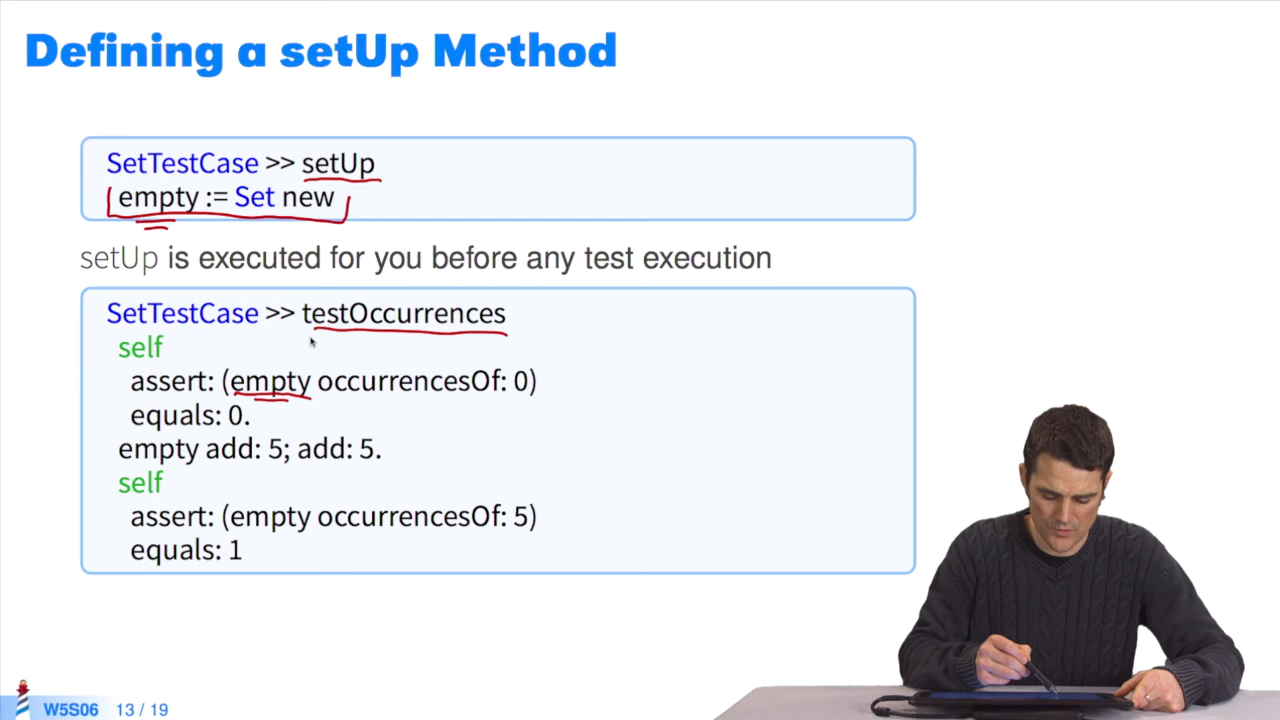 Defining a setUp Method
SetTestCase >> setUp
empty := Set new
setUp is executed for you before any test execution
SetTestCase >> testOccurrences
self
assert: (empty occurrencesOf: 0)
equals: 0.
empty add: 5; add: 5.
self
assert: (empty occurrencesOf: 5)
equals: 1
W5S06 13 / 19